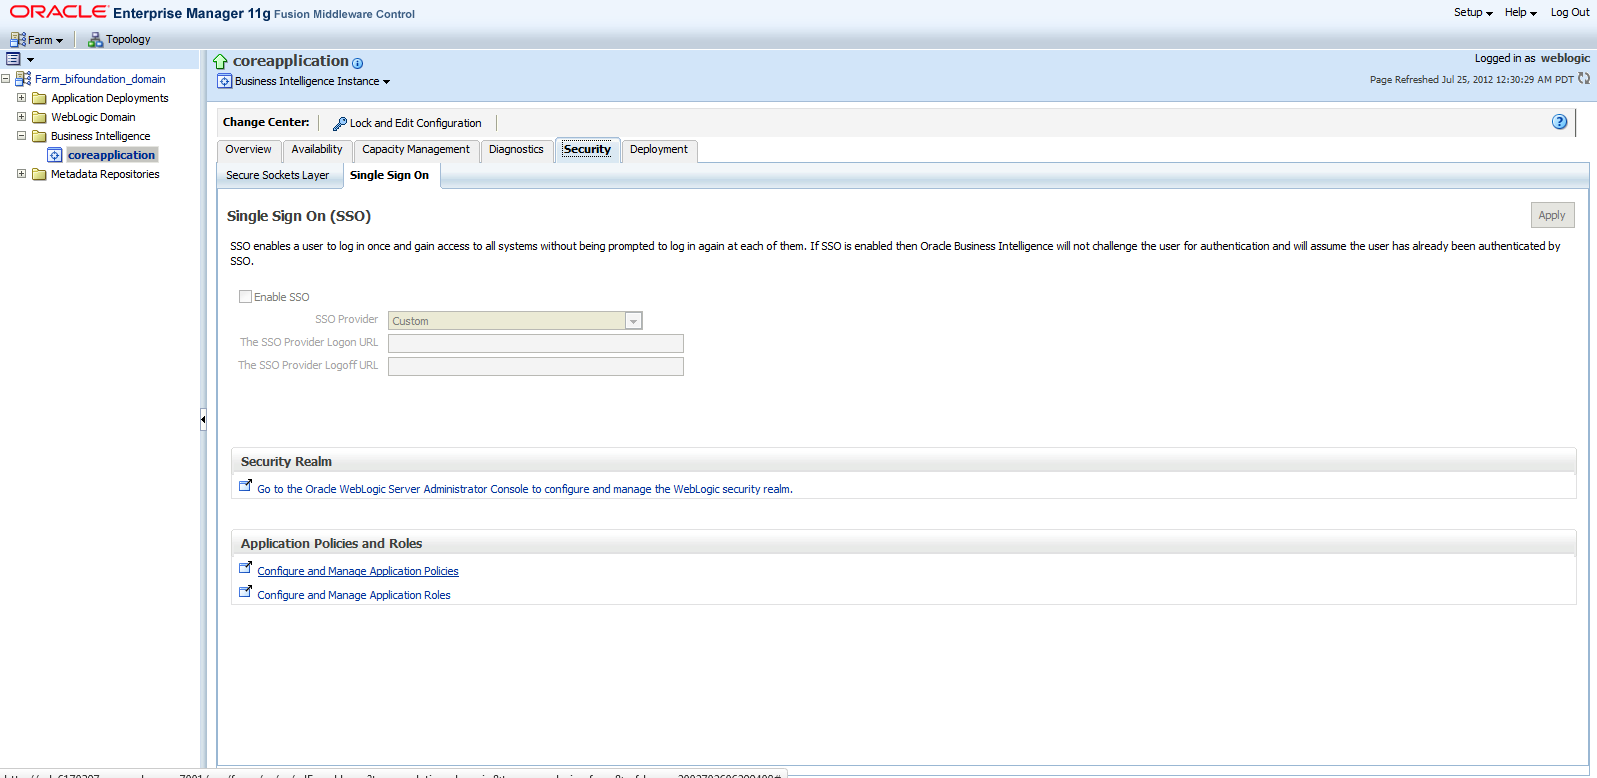 ORACLE Enterprise Manager 11g Fusion Middleware Control
Setup Help Log Out
Farm Topology
Farm_bifoundation_domain
Application Deployments
WebLogic Domain
Business Intelligence
coreapplication
Metadata Repositories
coreapplication
Logged in as weblogic
Business Intelligence Instance
Page Refreshed Jul 25, 2012 12:30:29 AM PDT
Change Center: Lock and Edit Configuration
Overview Availability Capacity Management Diagnostics Security Deployment
Secure Sockets Layer Single Sign On
Single Sign On (SSO)
Apply
SSO enables a user to log in once and gain access to all systems without being prompted to log in again at each of them. If SSO is enabled then Oracle Business Intelligence will not challenge the user for authentication and will assume the user has already been authenticated by
SSO.
Enable SSO
SSO Provider Custom
The SSO Provider Logon URL
The SSO Provider Logoff URL
Security Realm
Go to the Oracle WebLogic Server Administrator Console to configure and manage the WebLogic security realm.
Application Policies and Roles
Configure and Manage Application Policies
Configure and Manage Application Roles